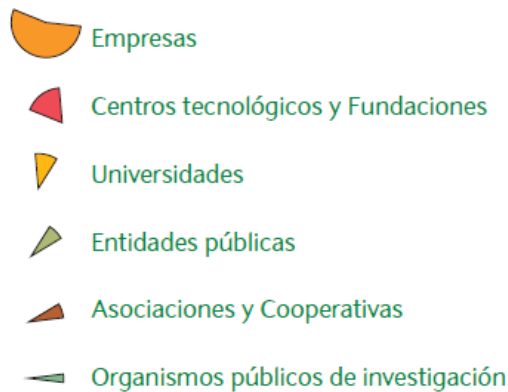 Empresas
Centros tecnológicos y Fundaciones
Universidades
Entidades públicas
Asociaciones y Cooperativas
Organismos públicos de investigación